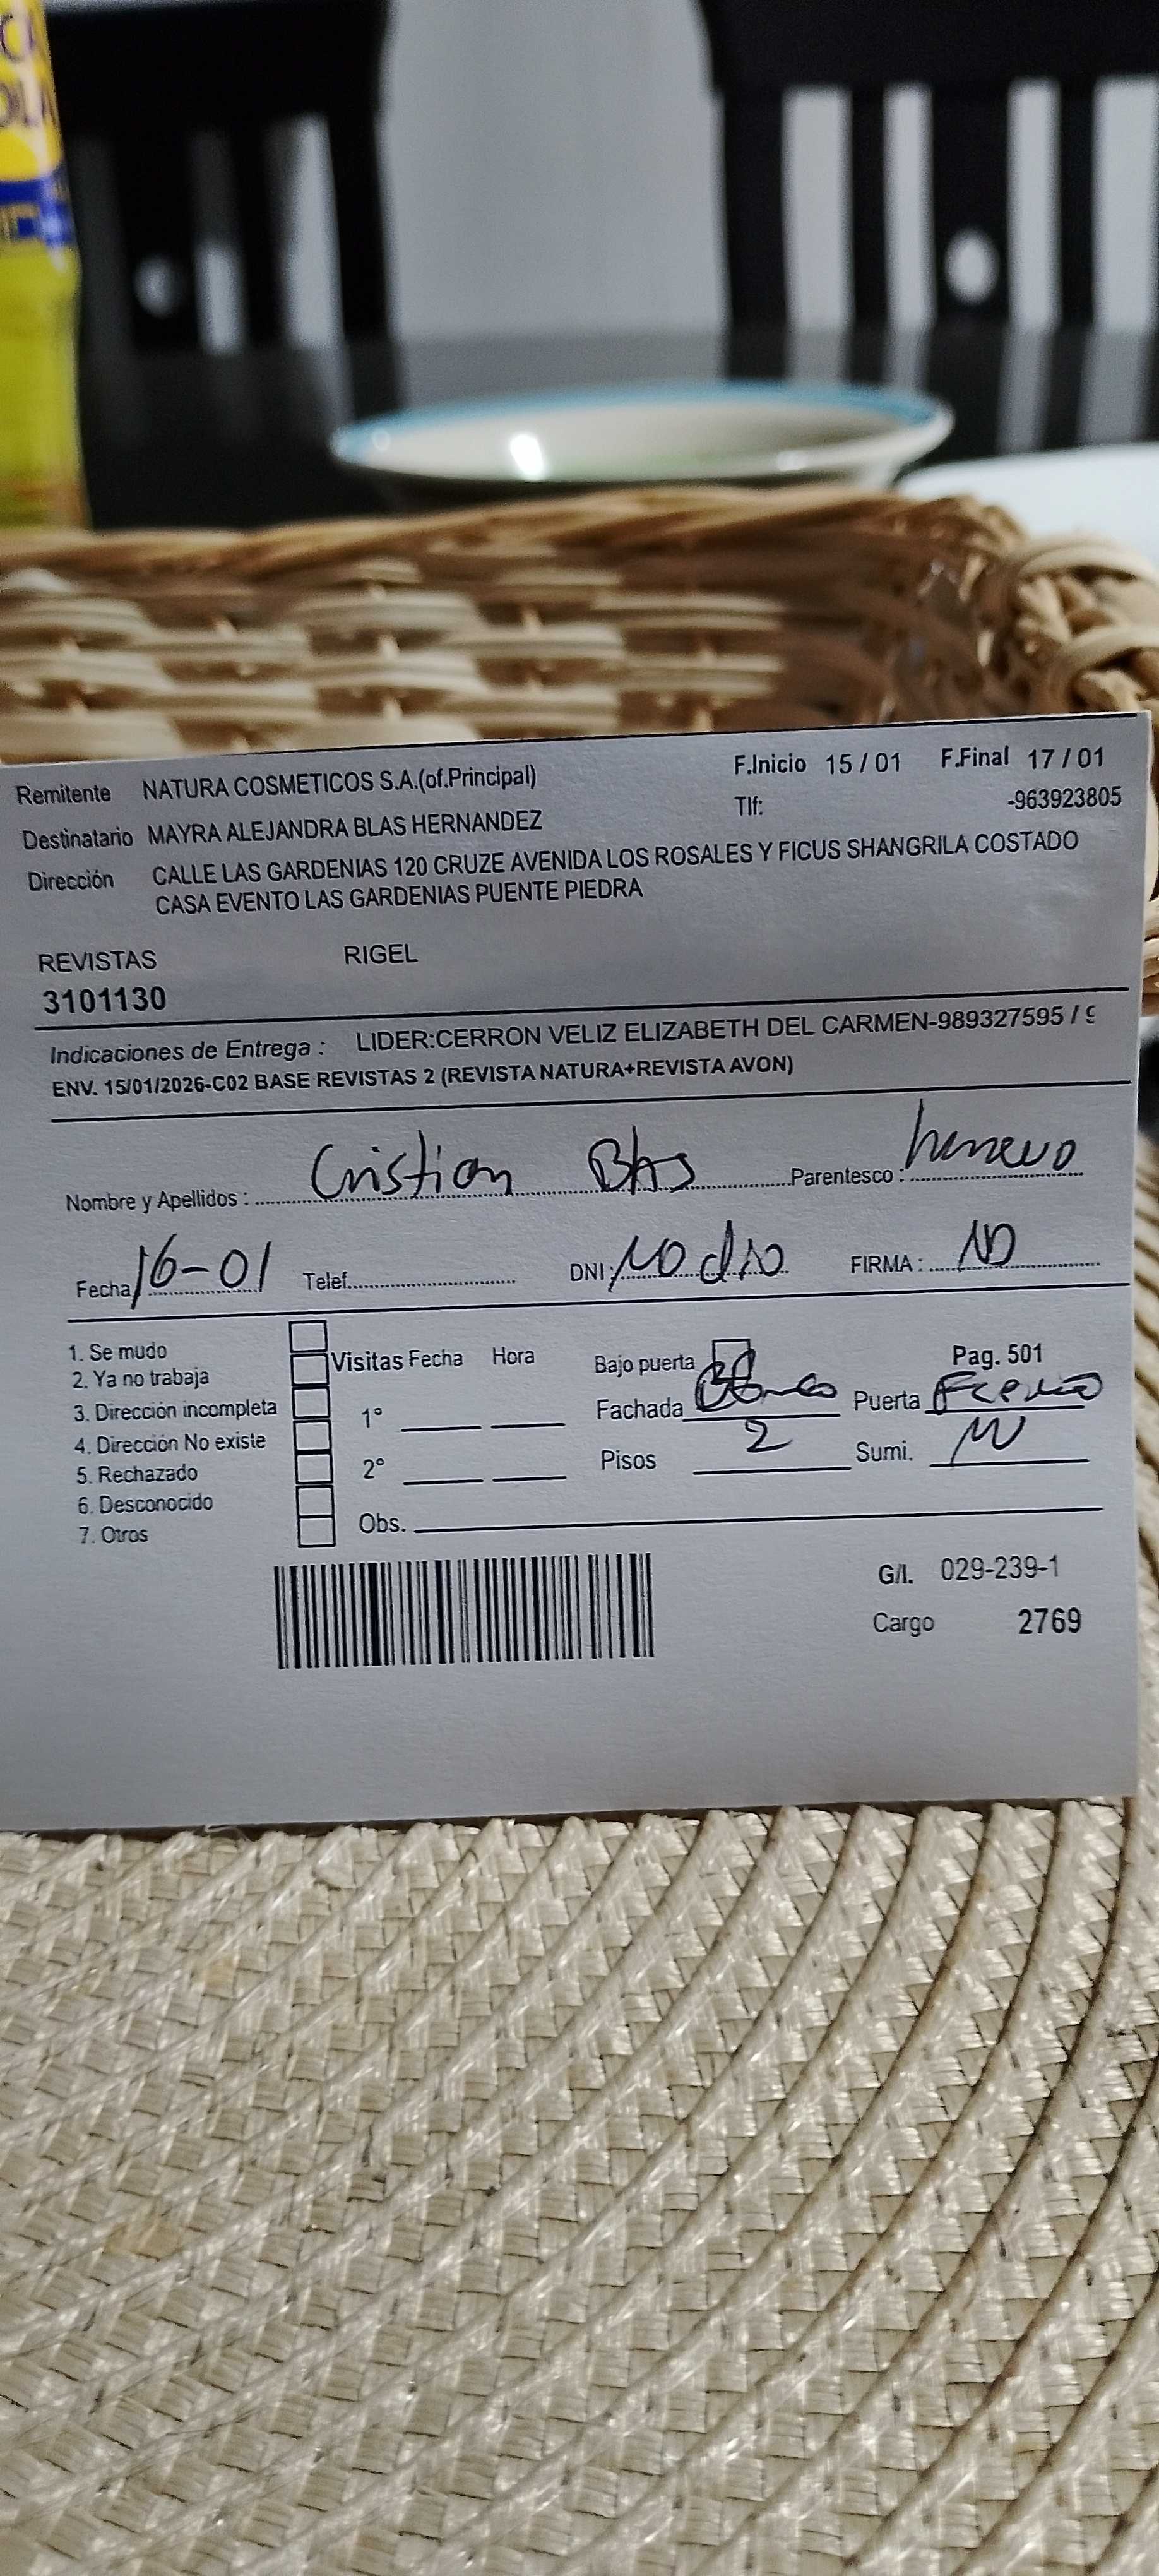 Remitente NATURA COSMETICOS S.A.(of.Principal) F.Inicio 15 / 01 F.Final 17 / 01
Destinatario MAYRA ALEJANDRA BLAS HERNANDEZ Tlf: -963923805
Dirección CALLE LAS GARDENIAS 120 CRUZE AVENIDA LOS ROSALES Y FICUS SHANGRILA COSTADO
CASA EVENTO LAS GARDENIAS PUENTE PIEDRA
REVISTAS RIGEL
3101130
Indicaciones de Entrega : LIDER:CERRON VELIZ ELIZABETH DEL CARMEN-989327595 / 9
ENV. 15/01/2026-C02 BASE REVISTAS 2 (REVISTA NATURA+REVISTA AVON)
Nombre y Apellidos : Cristian Blas Parentesco :
Fecha 16-01 Telef. DNI: No dio FIRMA : NO
1. Se mudo
2. Ya no trabaja Visitas Fecha Hora Bajo puerta Pag. 501
3. Dirección incompleta 1° Fachada Puerta
4. Dirección No existe 2
5. Rechazado 2° Pisos Sumi.
6. Desconocido
7. Otros Obs.
G/l. 029-239-1
Cargo 2769